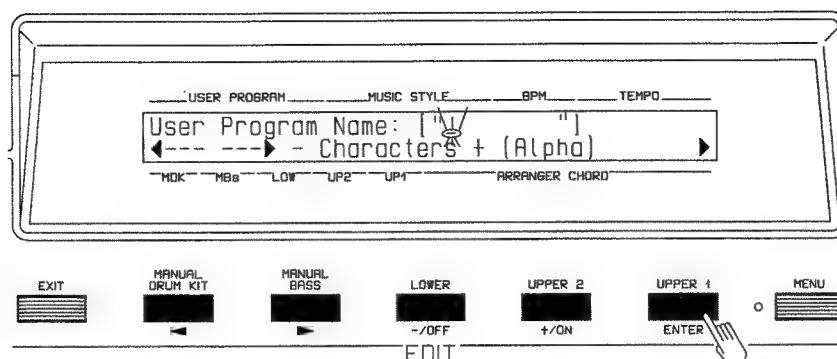 USER PROGRAM MUSIC STYLE BPM TEMPO
User Program Name: [" "]
◀--- ---▶ - Characters + (Alpha) ▶
MDK MBs LOW UP2 UP1 ARRANGER CHORD
EXIT MANUAL DRUM KIT MANUAL BASS LOWER UPPER 2 UPPER 1 MENU
◀ ▶ -/OFF +/ON ENTER
EDIT